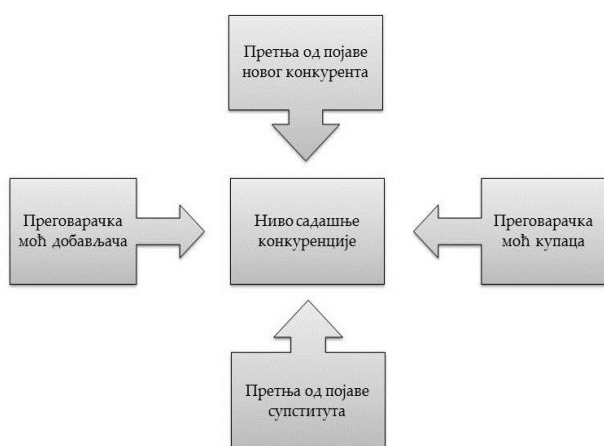 Претња од појаве
новог конкурента
Преговарачка
моћ добављача
Ниво садашње
конкуренције
Преговарачка
моћ купаца
Претња од појаве
супститута